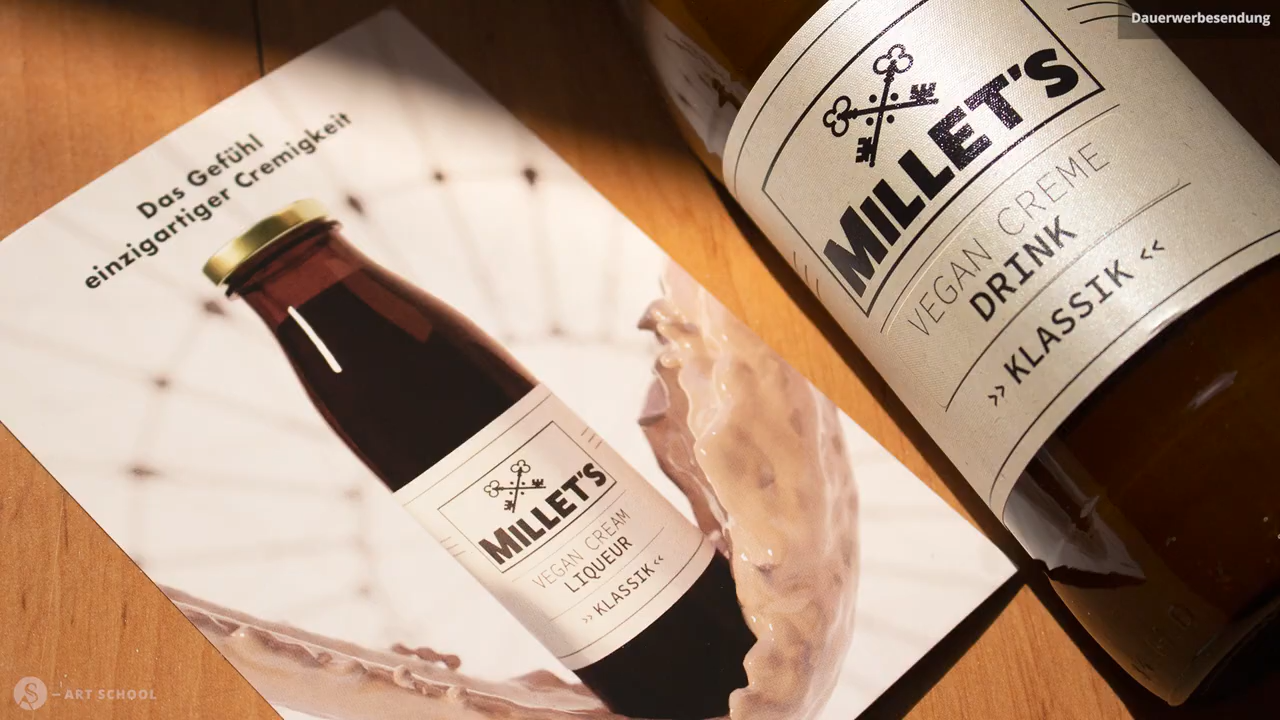 Dauerwerbesendung
Das Gefühl
einzigartiger Cremigkeit
MILLET'S
VEGAN CREAM
LIQUEUR
>> KLASSIK <<
MILLET'S
VEGAN CREME
DRINK
>> KLASSIK <<
S – ART SCHOOL